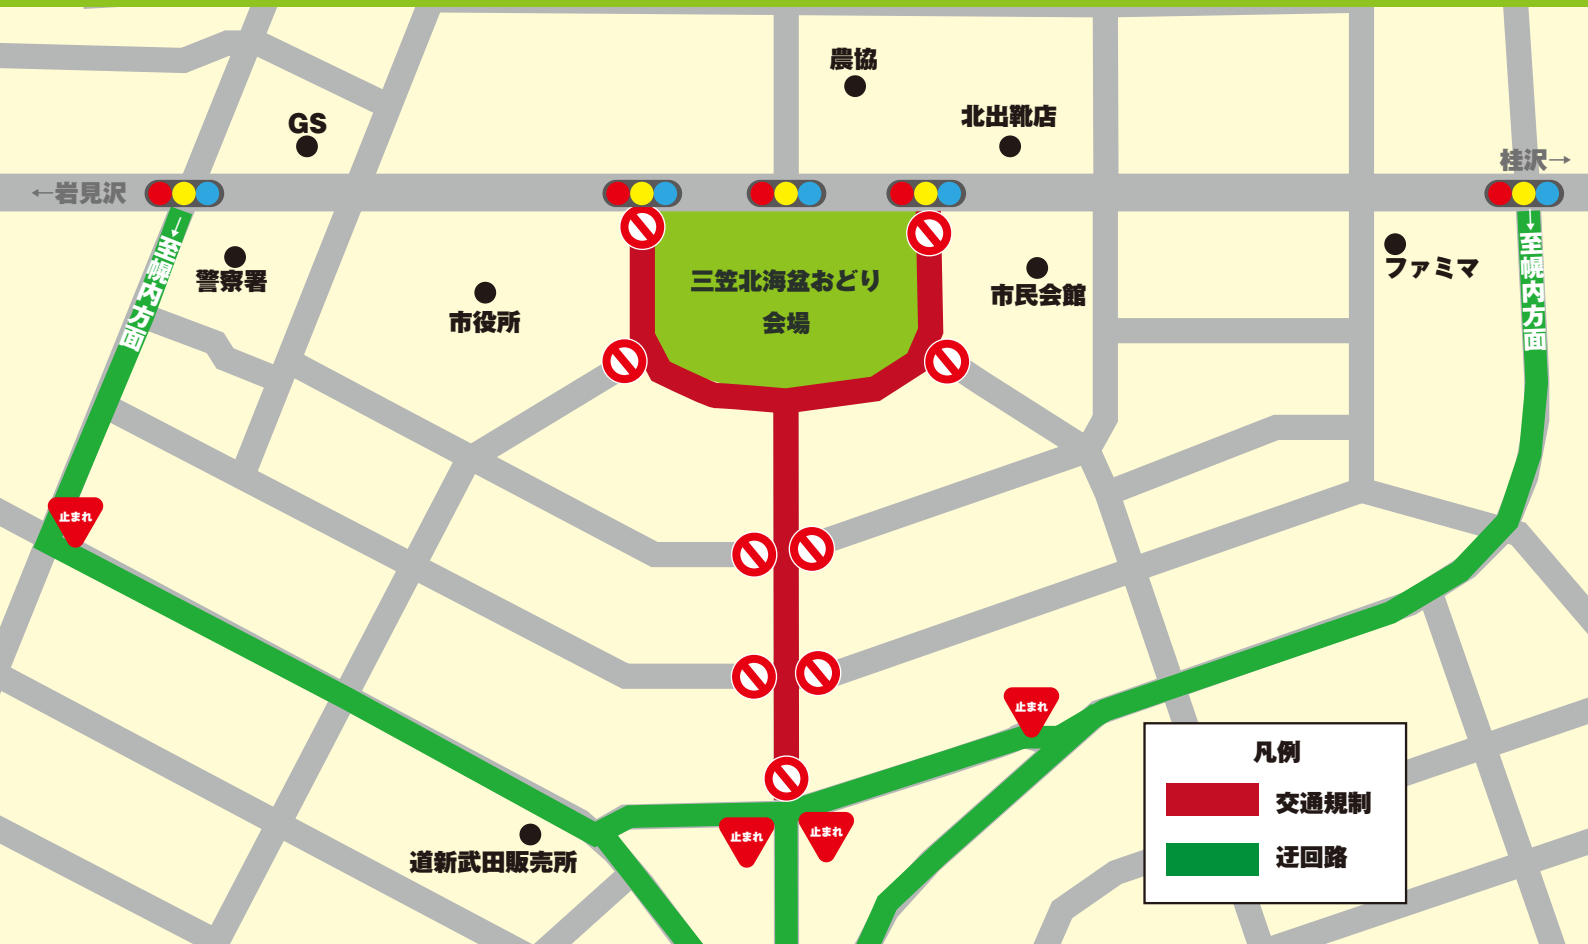 農協
北出靴店
GS
桂沢→
←岩見沢
→至幌内方面
→至幌内方面
警察署
市役所
三笠北海盆おどり
会場
市民会館
ファミマ
止まれ
止まれ
止まれ
止まれ
道新武田販売所
凡例
交通規制
迂回路